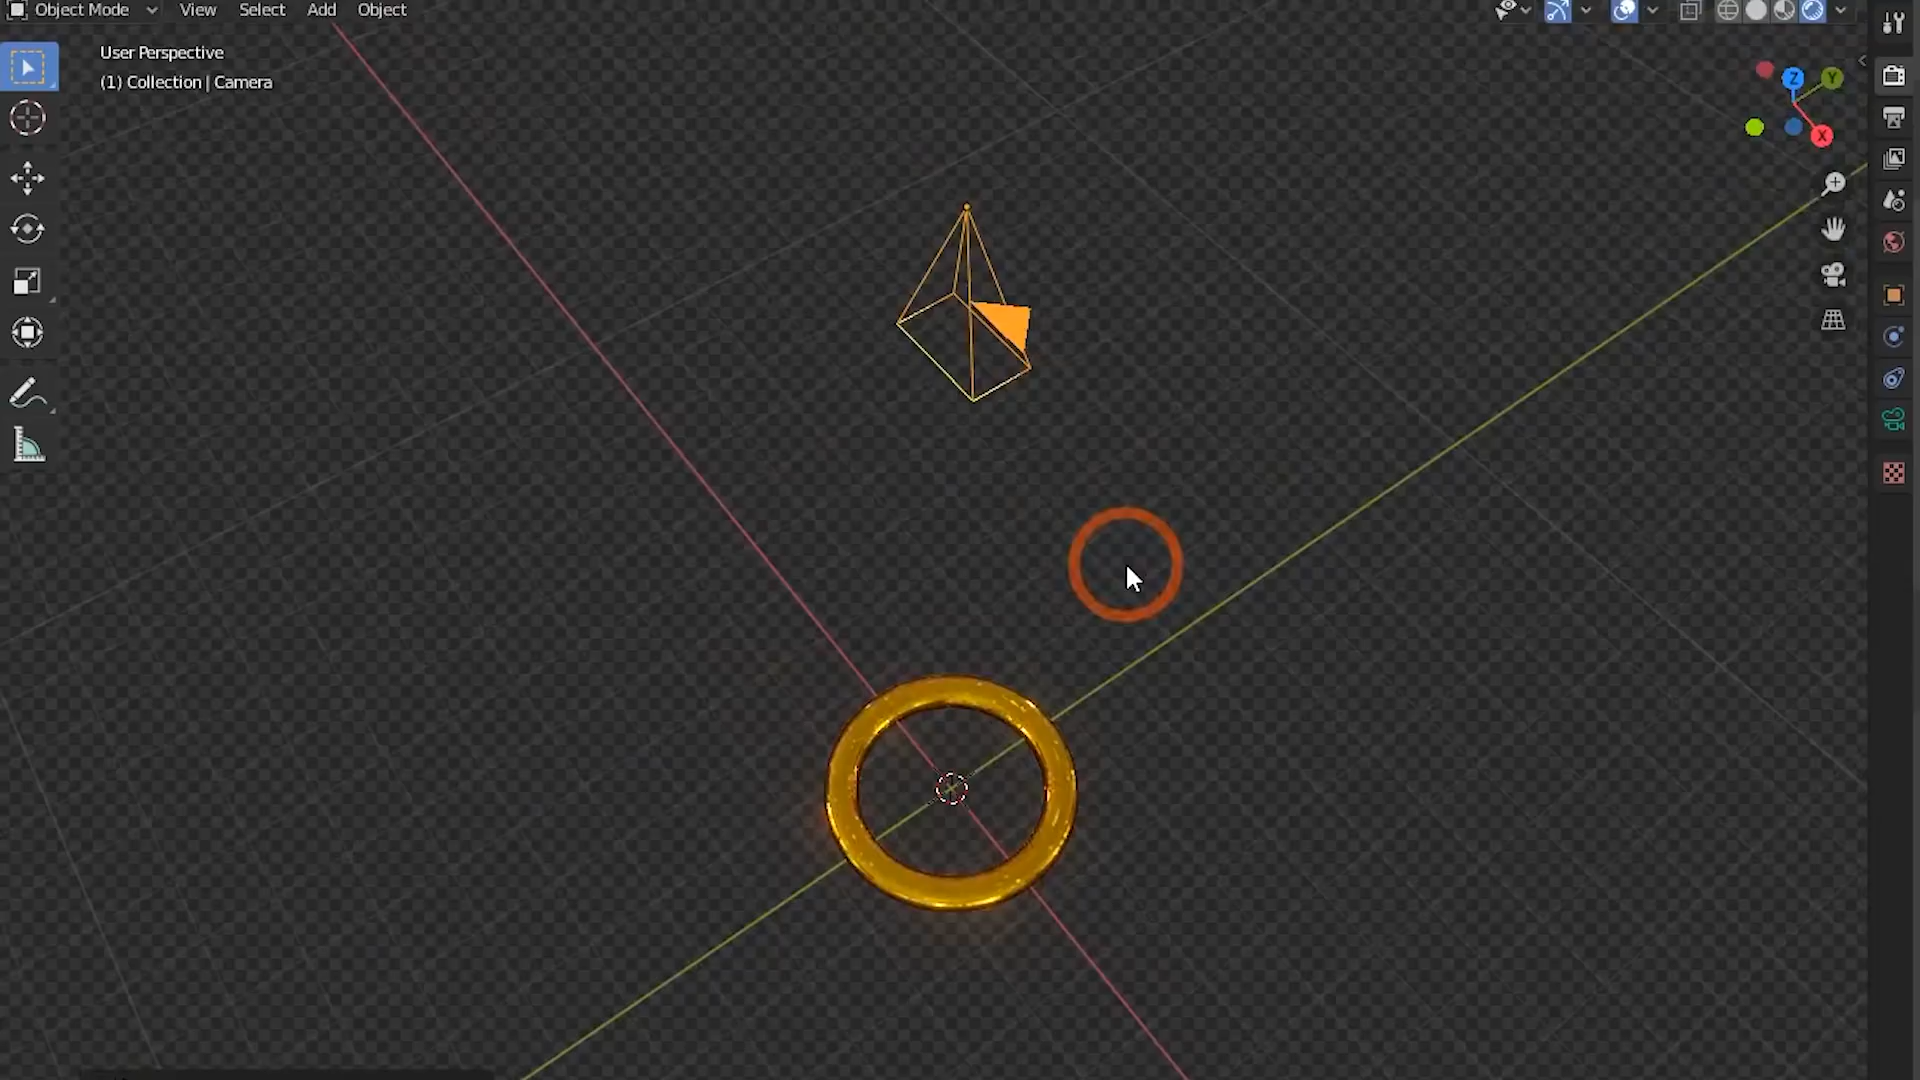 Object Mode View Select Add Object
User Perspective
(1) Collection | Camera
Z
Y
X